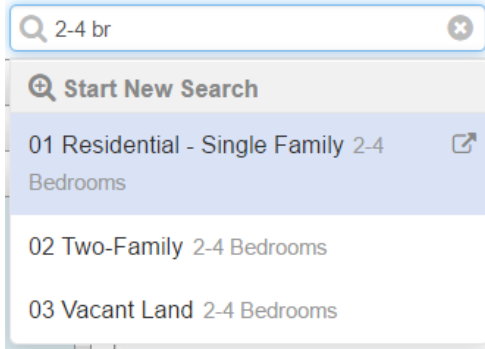 2-4 br
Start New Search
01 Residential - Single Family 2-4
Bedrooms
02 Two-Family 2-4 Bedrooms
03 Vacant Land 2-4 Bedrooms